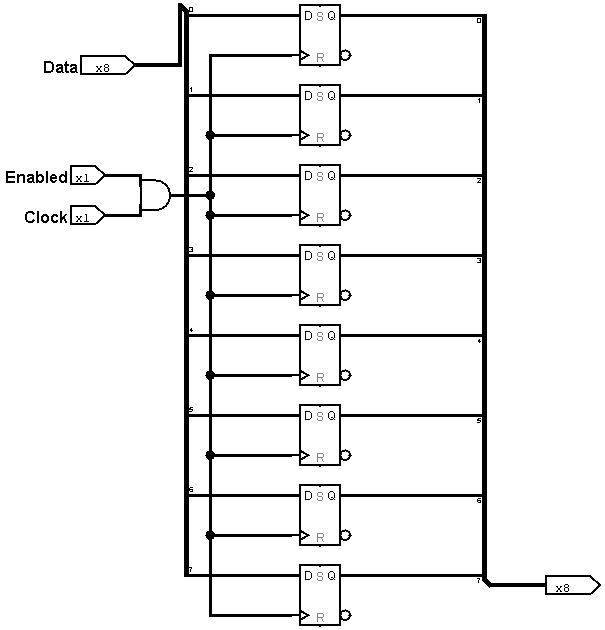 0 D S Q 0
R
Data x8
1 D S Q 1
R
2 D S Q 2
Enabled x1
Clock x1 R
3 D S Q 3
R
4 D S Q 4
R
5 D S Q 5
R
6 D S Q 6
R
7 D S Q 7
x8
R